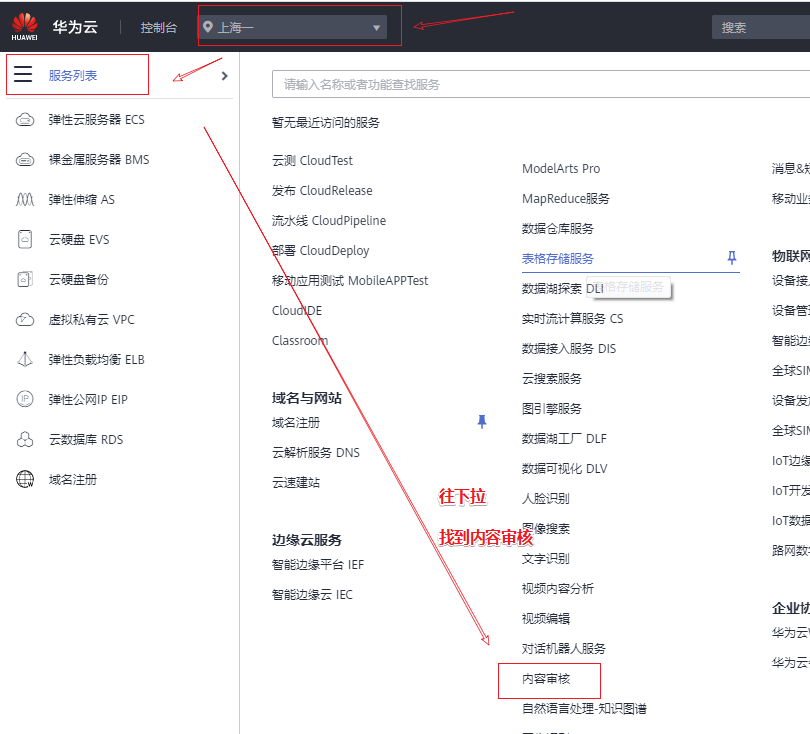 HUAWEI
华为云
控制台
上海一
搜索
服务列表
弹性云服务器 ECS
裸金属服务器 BMS
弹性伸缩 AS
云硬盘 EVS
云硬盘备份
虚拟私有云 VPC
弹性负载均衡 ELB
弹性公网IP EIP
云数据库 RDS
域名注册
请输入名称或者功能查找服务
暂无最近访问的服务
云测 CloudTest
发布 CloudRelease
流水线 CloudPipeline
部署 CloudDeploy
移动应用测试 MobileAPPTest
CloudIDE
Classroom
域名与网站
域名注册
云解析服务 DNS
云速建站
边缘云服务
智能边缘平台 IEF
智能边缘云 IEC
ModelArts Pro
MapReduce服务
数据仓库服务
表格存储服务
表格存储服务
数据湖探索 DLI
实时流计算服务 CS
数据接入服务 DIS
云搜索服务
图引擎服务
数据湖工厂 DLF
数据可视化 DLV
人脸识别
图像搜索
文字识别
视频内容分析
视频编辑
对话机器人服务
内容审核
自然语言处理-知识图谱
往下拉
找到内容审核
消息&短
移动业
物联网
设备接
设备管
智能边
全球SIM
设备发
全球SIM
IoT边缘
IoT开
IoT数据
路网数
企业协
华为云
华为云